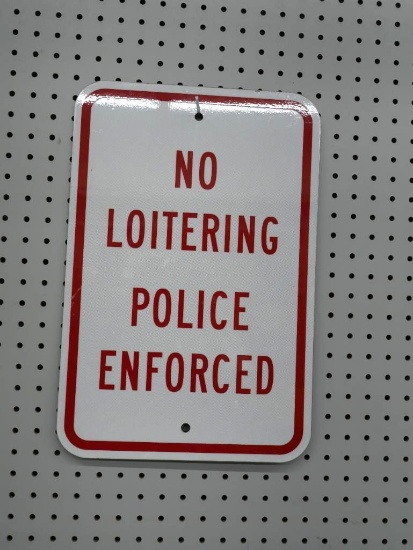 NO
LOITERING
POLICE
ENFORCED